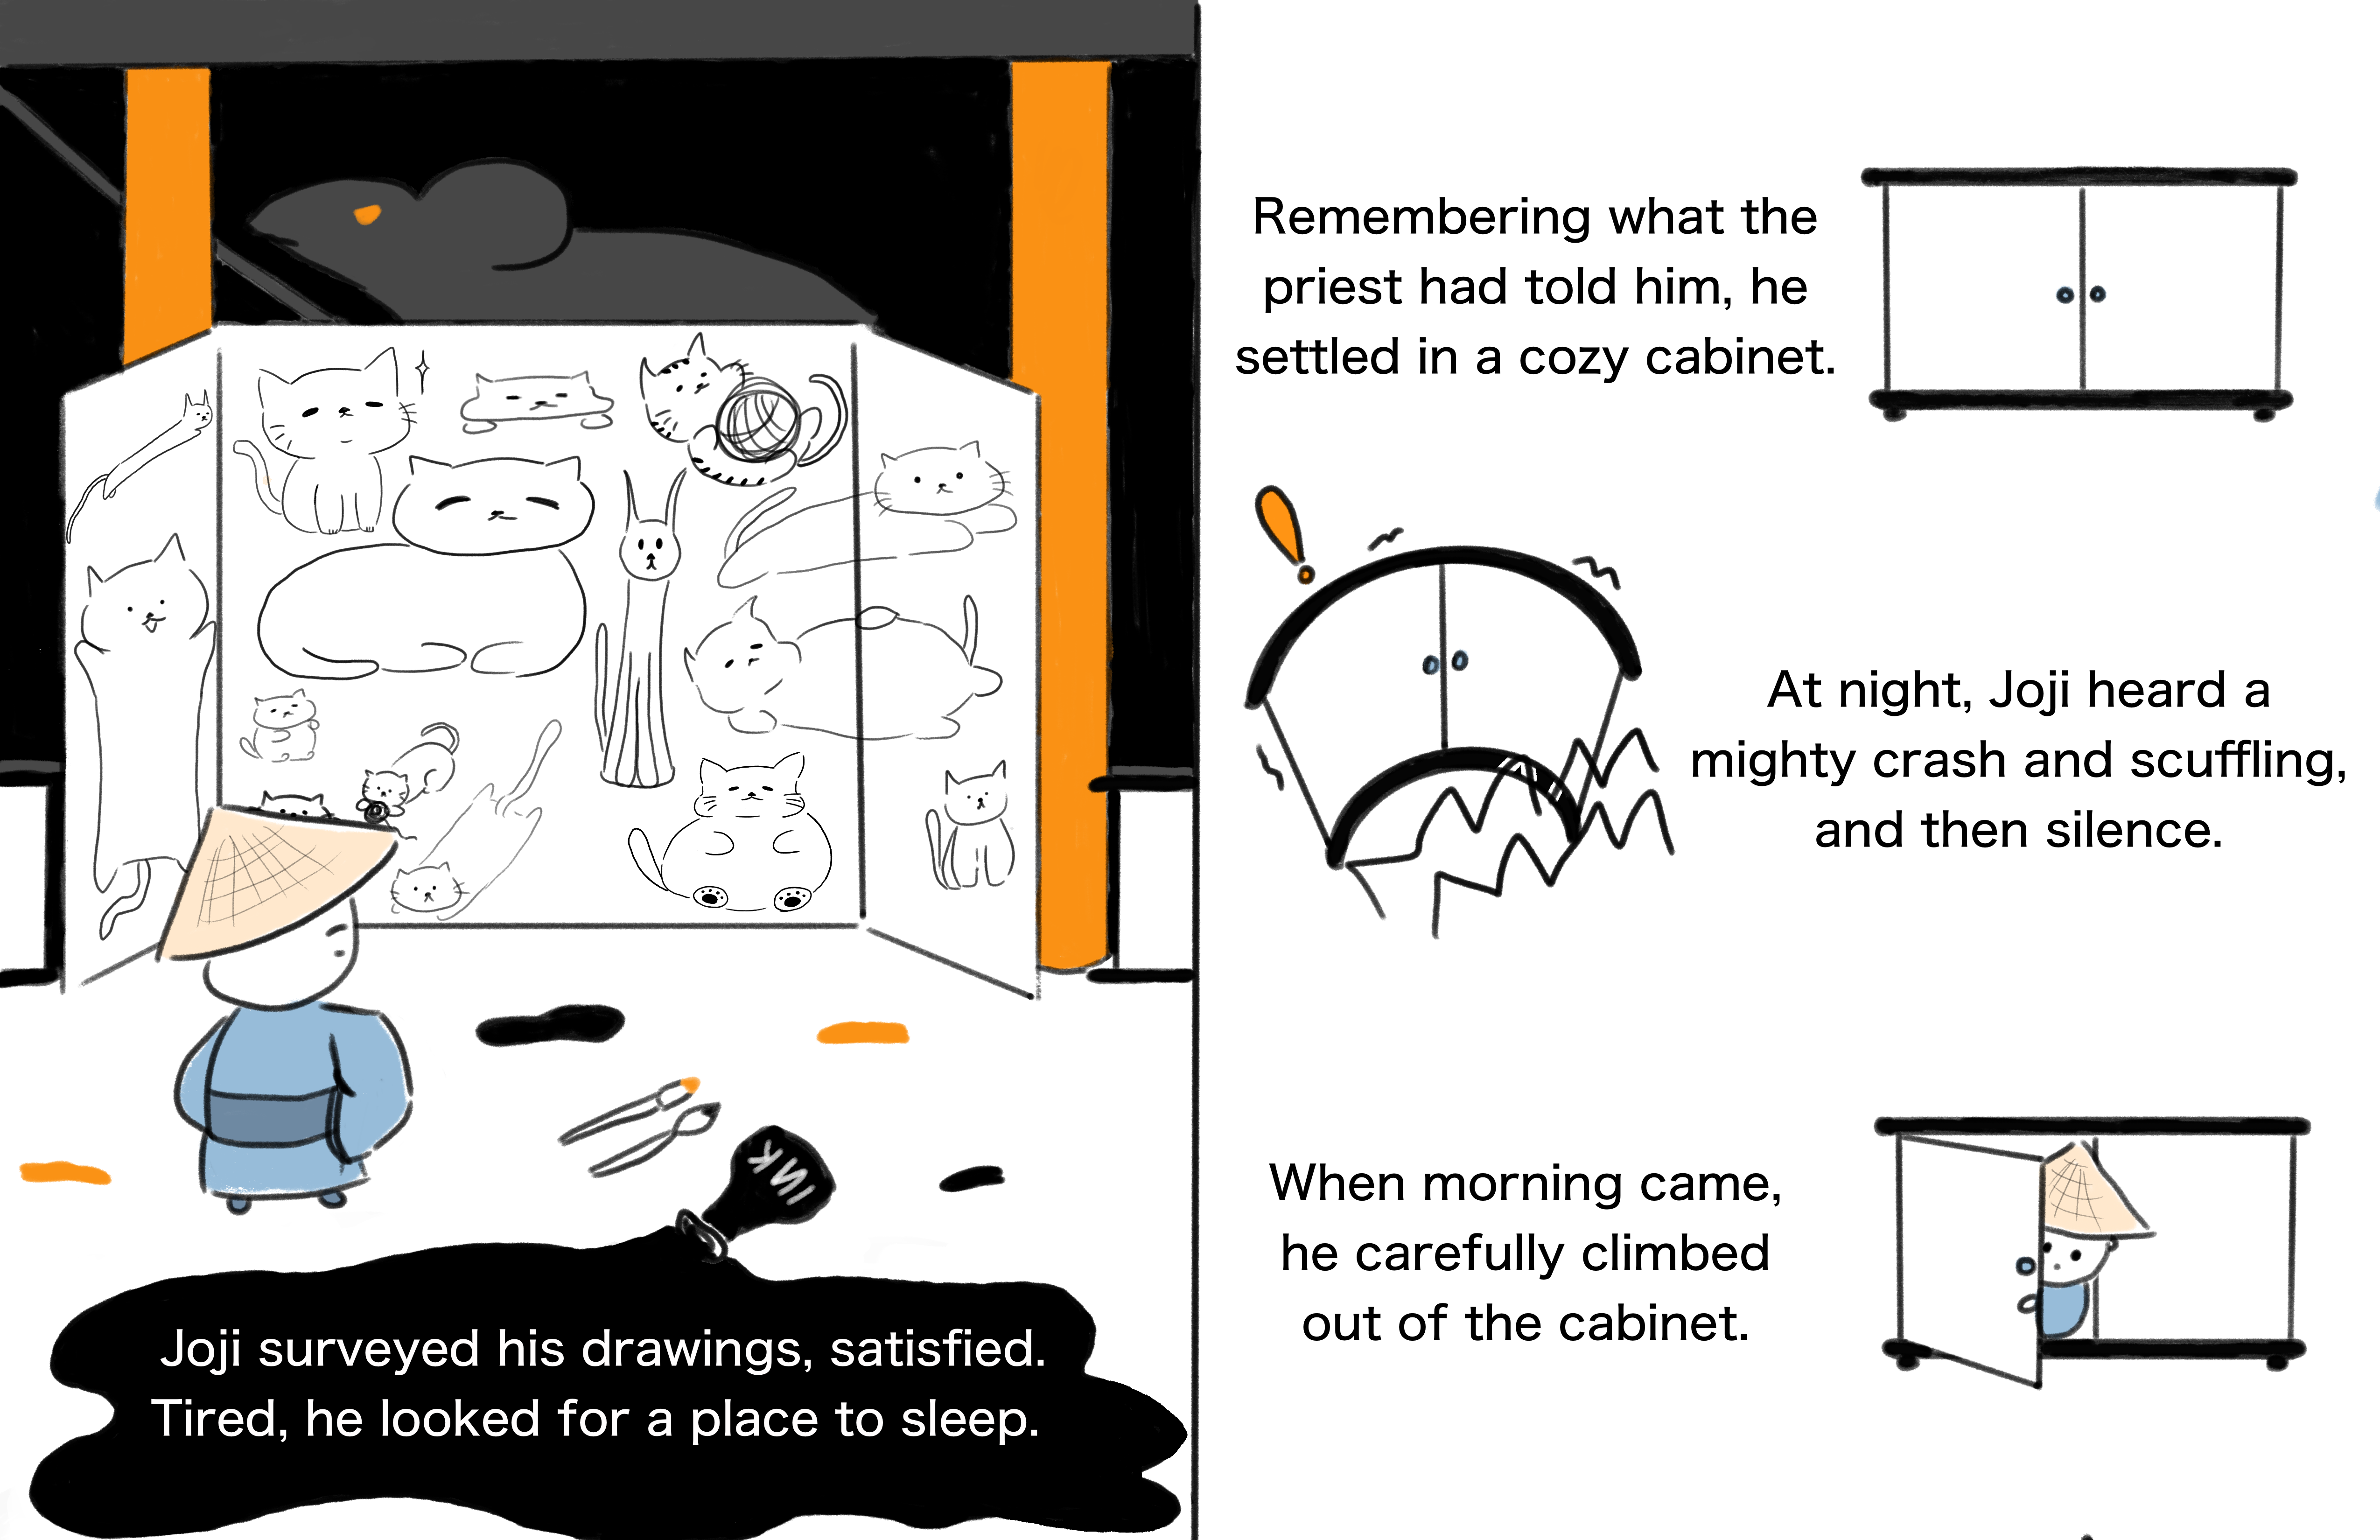 INK
Joji surveyed his drawings, satisfied.
Tired, he looked for a place to sleep.
Remembering what the
priest had told him, he
settled in a cozy cabinet.
At night, Joji heard a
mighty crash and scuffling,
and then silence.
When morning came,
he carefully climbed
out of the cabinet.